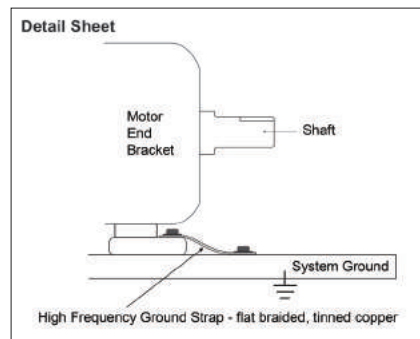 Detail Sheet
Motor
End
Bracket
Shaft
System Ground
High Frequency Ground Strap - flat braided, tinned copper